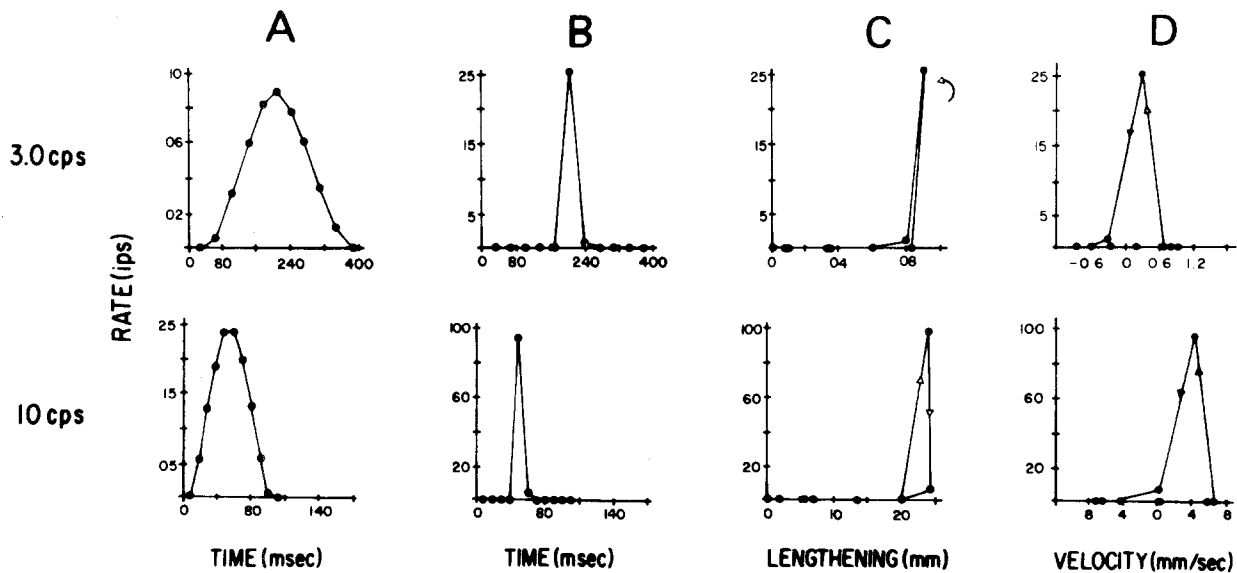 A B C D
3.0 cps
RATE (ips)
10 06 02
0 80 240 400
25 15 5
0 80 240 400
25 15 5
0 04 08
25 15 5
-0 6 0 0 6 1 2
10 cps
25 15 05
0 80 140
100 60 20
0 80 140
100 60 20
0 10 20
100 60 20
8 4 0 4 8
TIME (msec) TIME (msec) LENGTHENING (mm) VELOCITY (mm/sec)